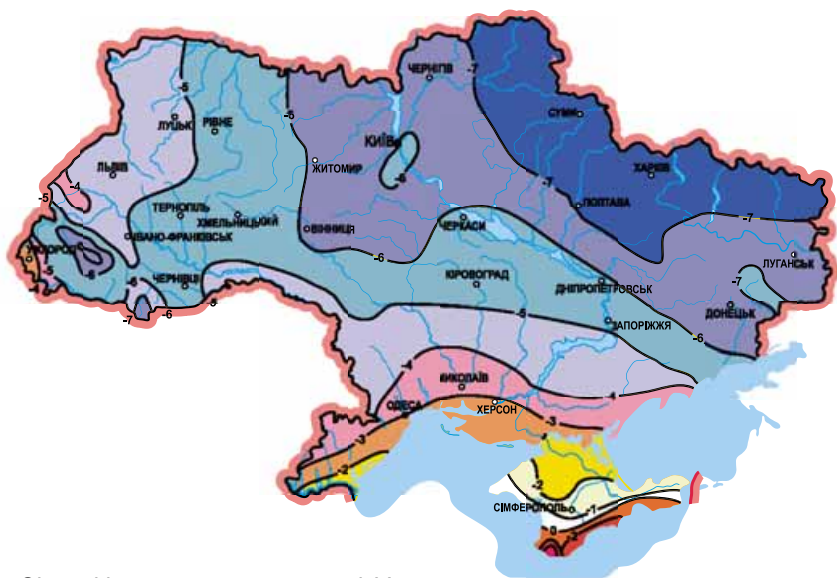 ЧЕРНІГІВ
-7
-5
-6
СУМИ
ЛУЦЬК
РІВНЕ
КИЇВ
ЖИТОМИР
ЛЬВІВ
ХАРКІВ
-4
-5
-6
-7
ПОЛТАВА
ТЕРНОПІЛЬ
ХМЕЛЬНИЦЬКИЙ
ВІННИЦЯ
ЧЕРКАСИ
-7
ІВАНО-ФРАНКІВСЬК
УЖГОРОД
-6
ЛУГАНСЬК
-5
-6
-6
-4
ЧЕРНІВЦІ
КІРОВОГРАД
ДНІПРОПЕТРОВСЬК
-7
-5
ДОНЕЦЬК
-7
-6
-5
ЗАПОРІЖЖЯ
-6
-4
МИКОЛАЇВ
-4
ОДЕСА
ХЕРСОН
-3
-3
-2
-2
СІМФЕРОПОЛЬ
-1
0